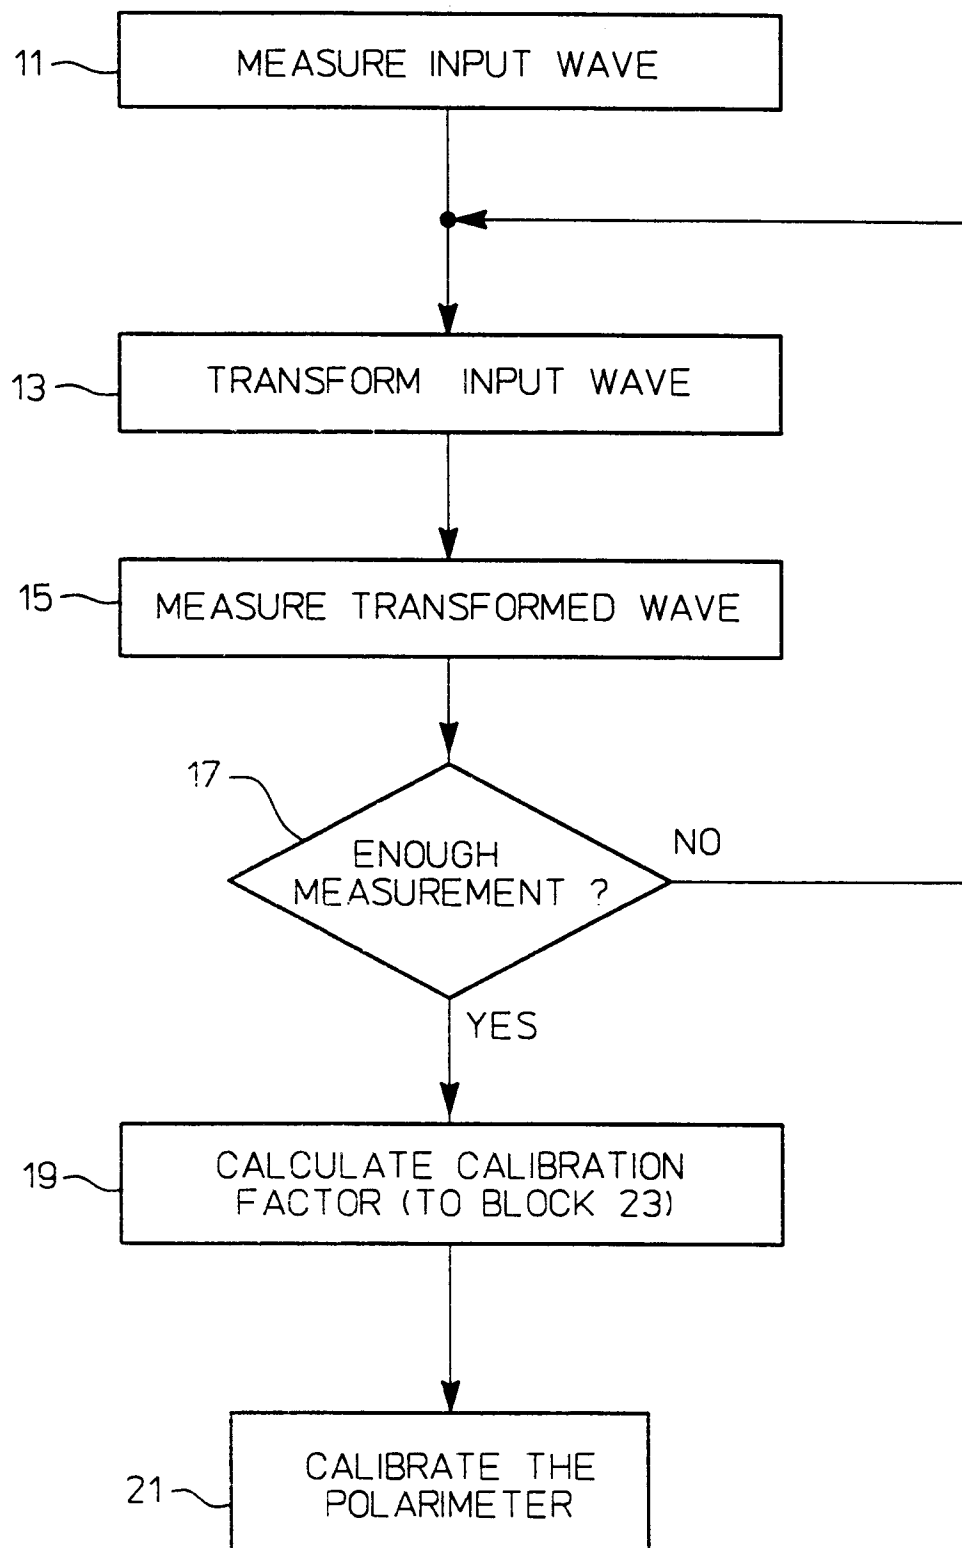 11
MEASURE INPUT WAVE
13
TRANSFORM INPUT WAVE
15
MEASURE TRANSFORMED WAVE
17
ENOUGH
MEASUREMENT ?
NO
YES
19
CALCULATE CALIBRATION
FACTOR (TO BLOCK 23)
21
CALIBRATE THE
POLARIMETER